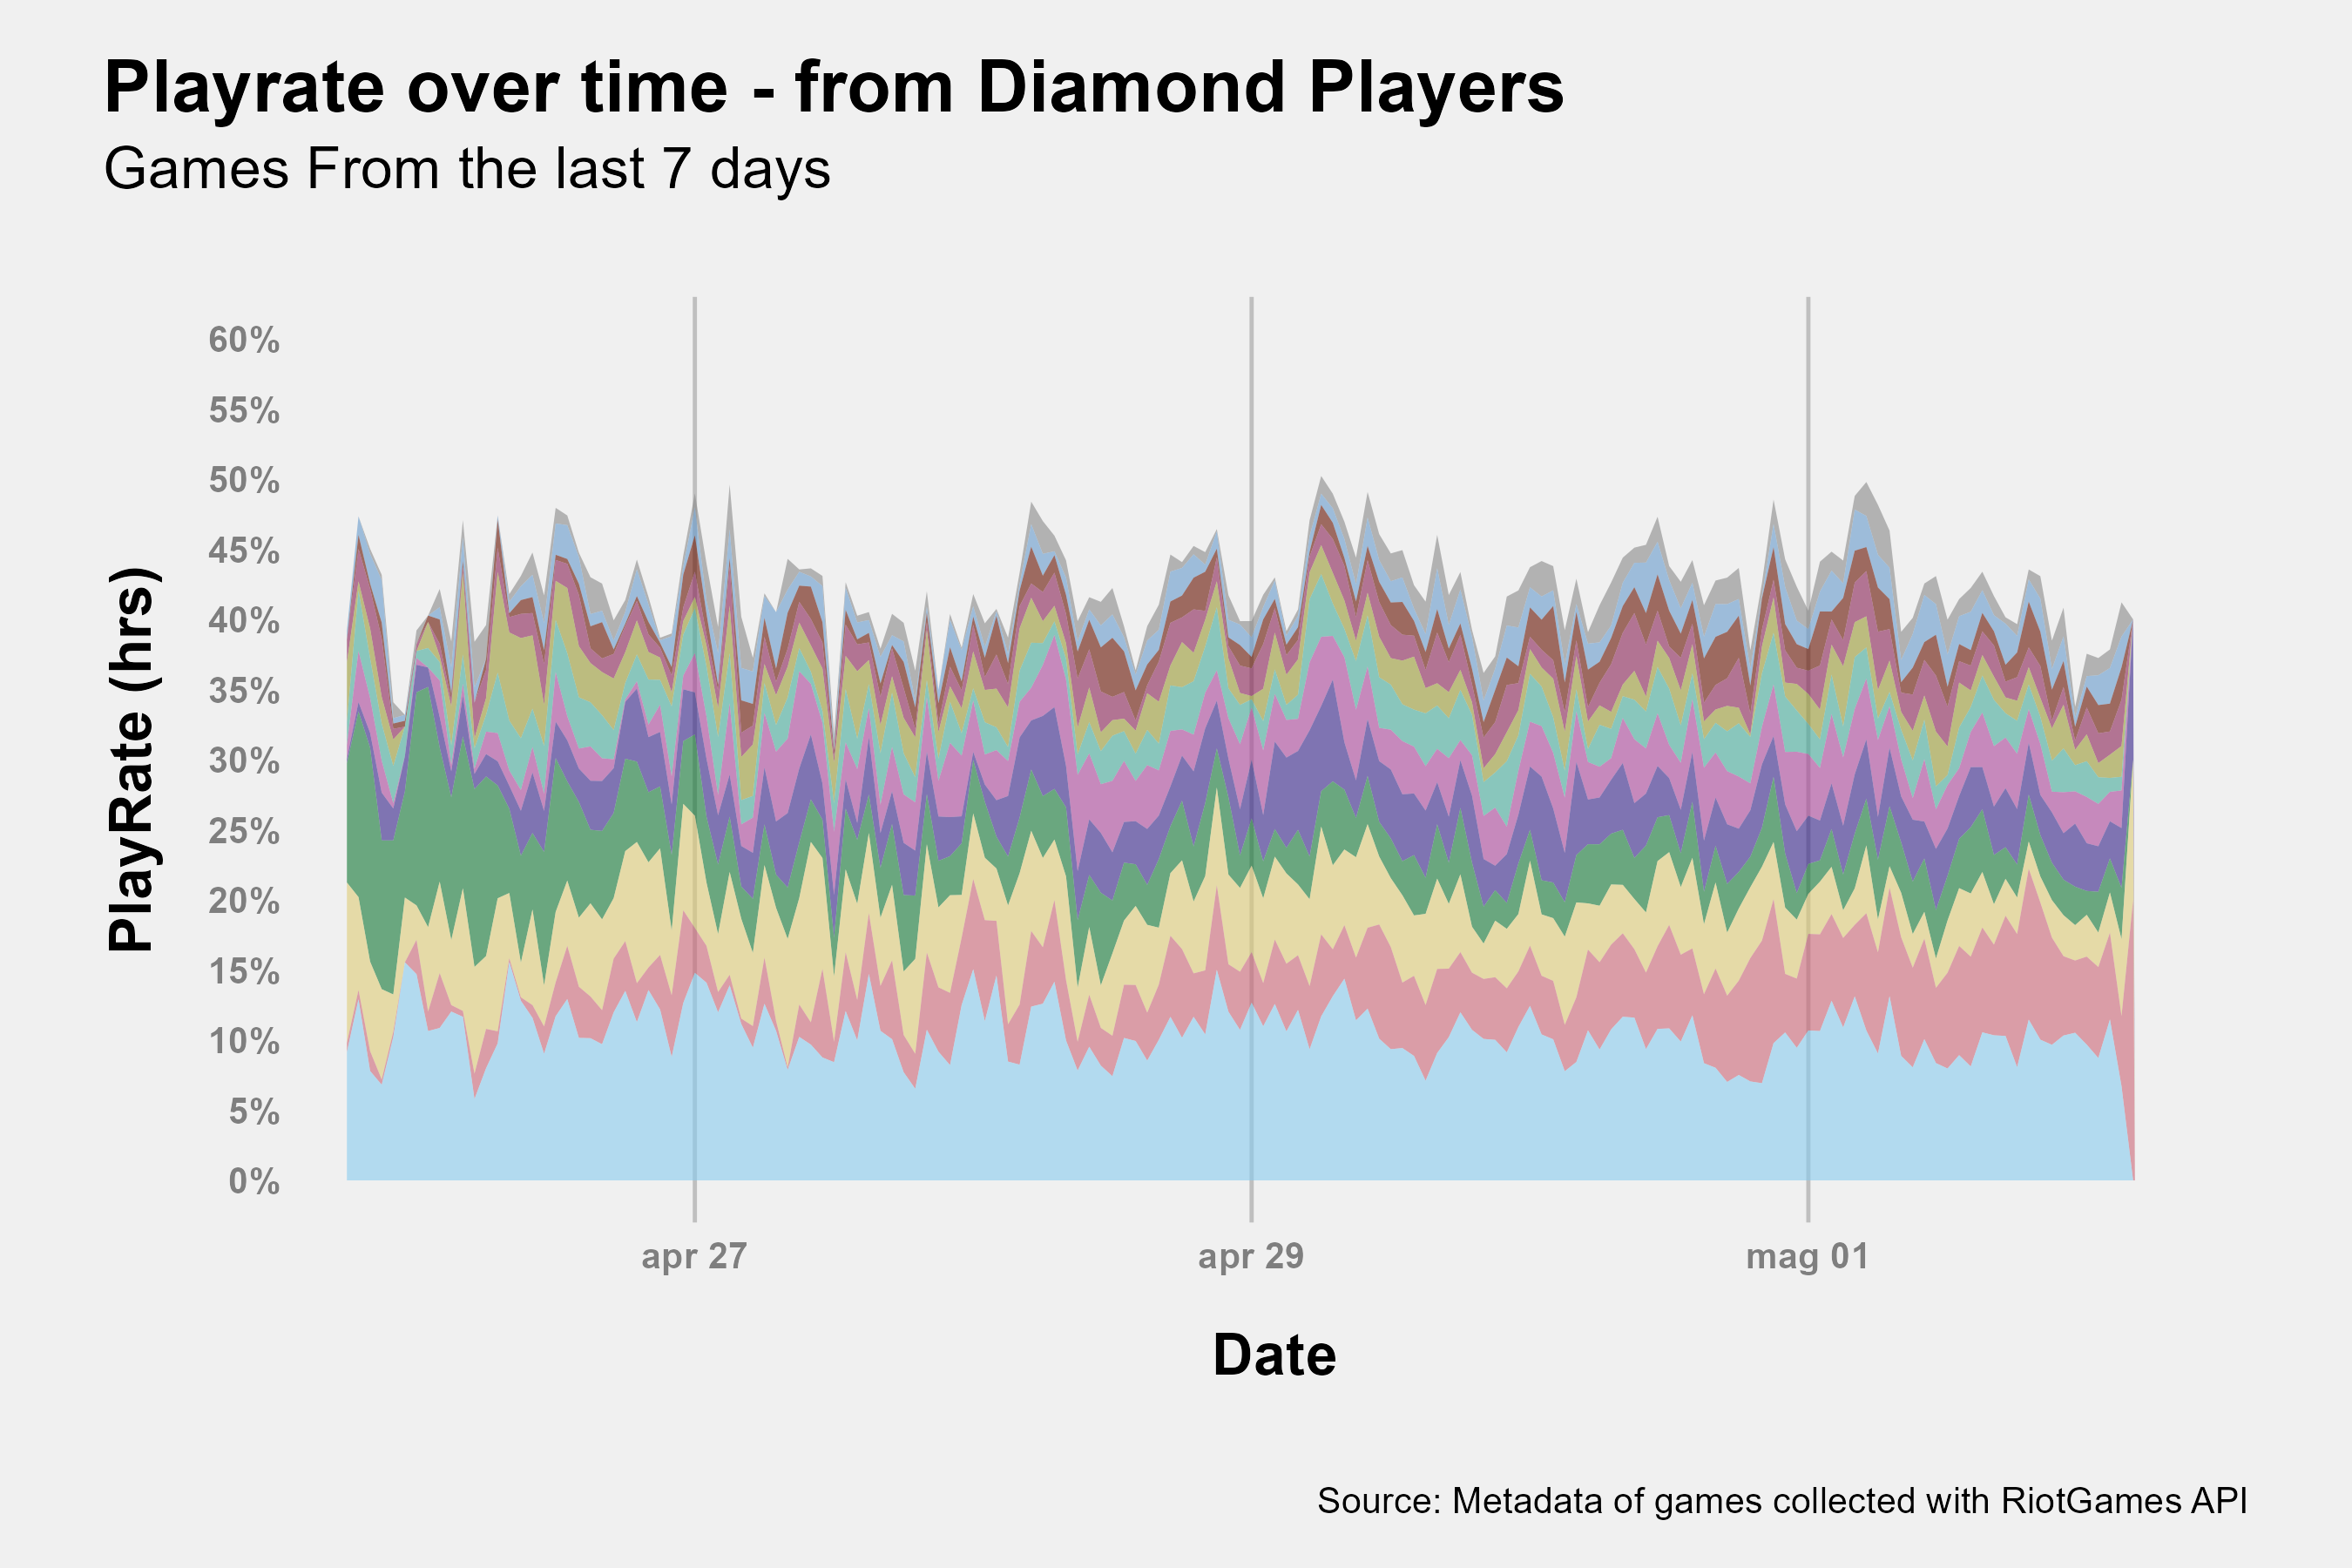 Playrate over time - from Diamond Players
Games From the last 7 days
60%
55%
50%
45%
40%
35%
30%
25%
20%
15%
10%
5%
0%
PlayRate (hrs)
apr 27
apr 29
mag 01
Date
Source: Metadata of games collected with RiotGames API